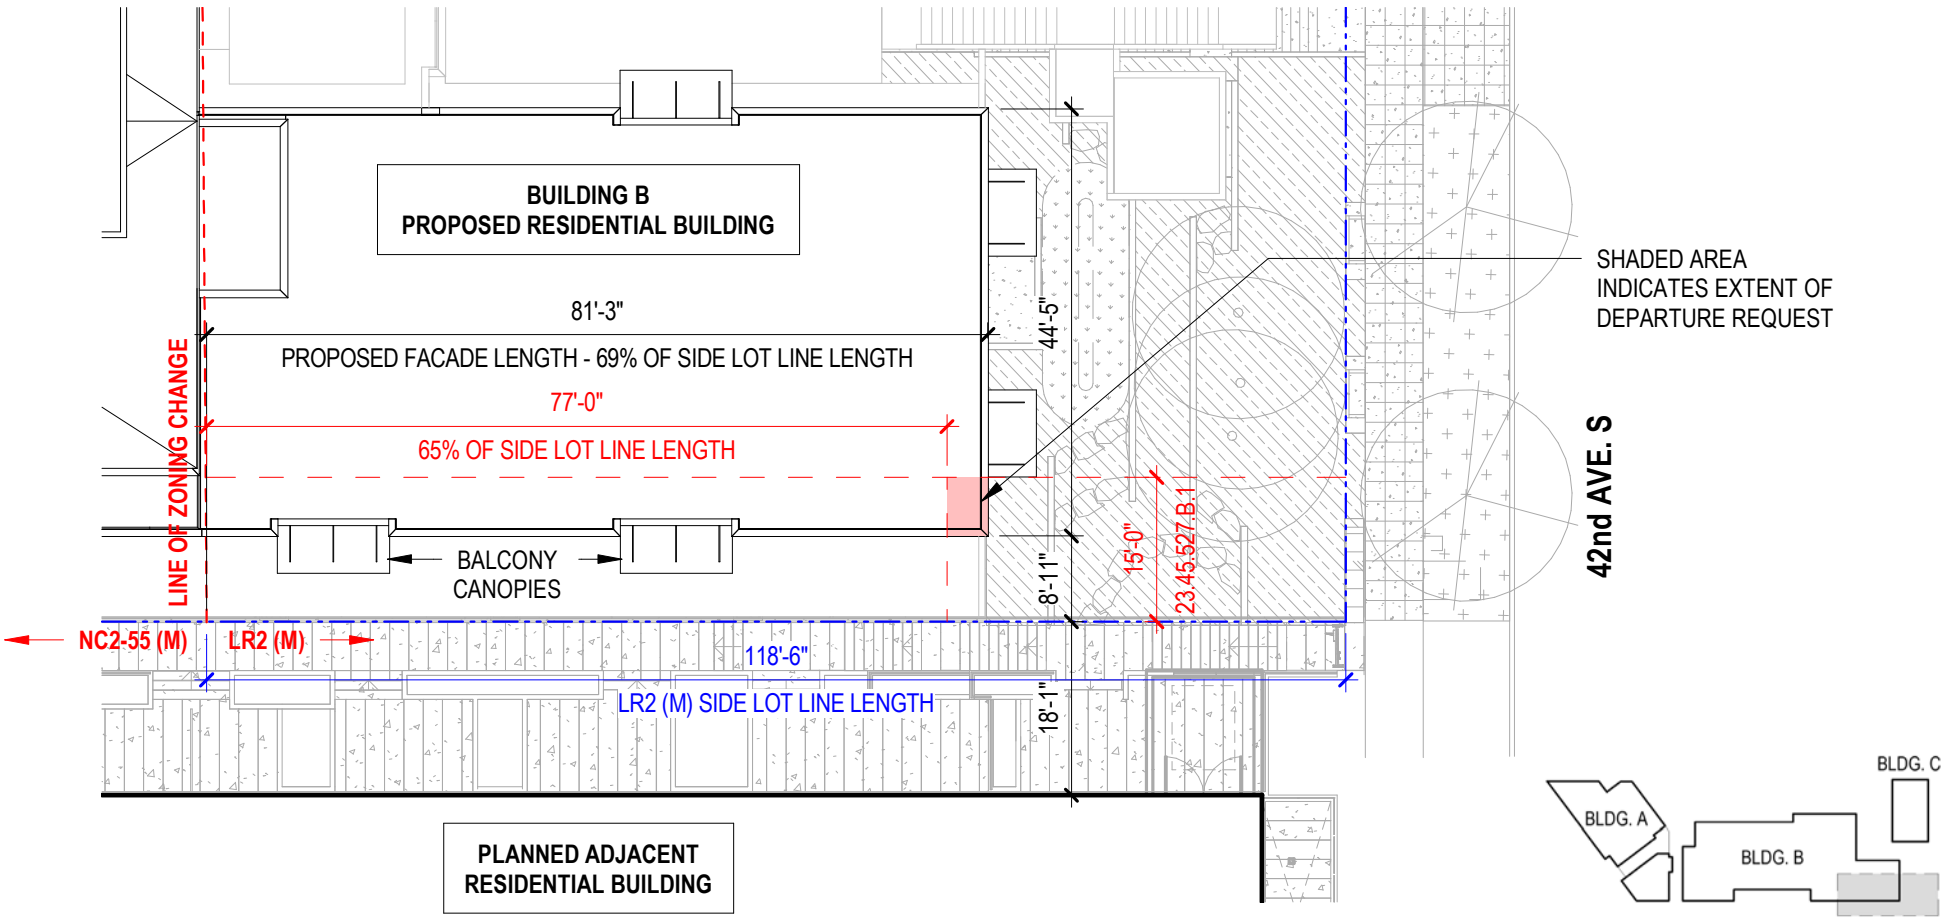 BUILDING B
PROPOSED RESIDENTIAL BUILDING
81'-3"
PROPOSED FACADE LENGTH - 69% OF SIDE LOT LINE LENGTH
77'-0"
65% OF SIDE LOT LINE LENGTH
LINE OF ZONING CHANGE
44'-5"
SHADED AREA
INDICATES EXTENT OF
DEPARTURE REQUEST
42nd AVE. S
BALCONY
CANOPIES
8'-11"
15'-0"
23.45.527.B.1
NC2-55 (M)
LR2 (M)
118'-6"
LR2 (M) SIDE LOT LINE LENGTH
18'-1"
PLANNED ADJACENT
RESIDENTIAL BUILDING
BLDG. A
BLDG. B
BLDG. C